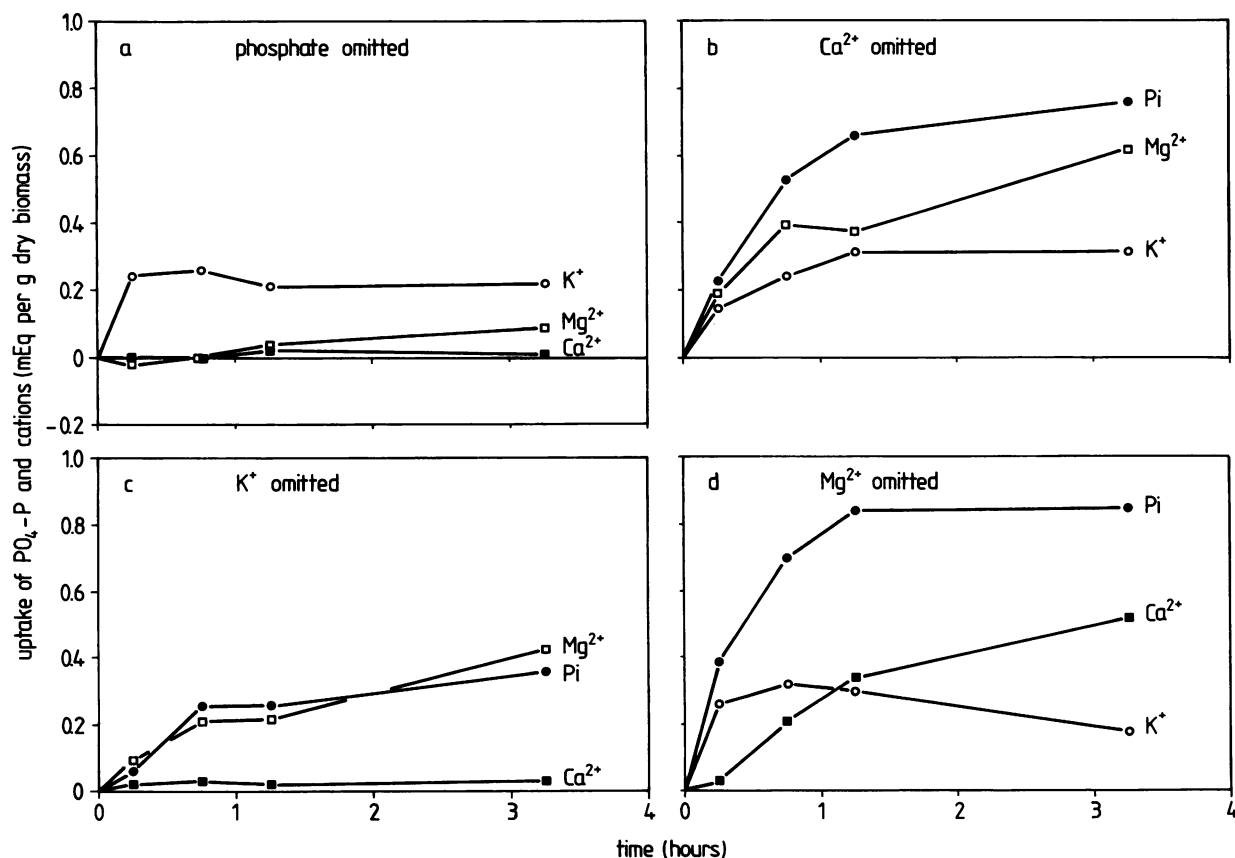 uptake of PO₄-P and cations (mEq per g dry biomass)
1.0
0.8
0.6
0.4
0.2
0
-0.2
a phosphate omitted
K⁺
Mg²⁺
Ca²⁺
b Ca²⁺ omitted
Pi
Mg²⁺
K⁺
1.0
0.8
0.6
0.4
0.2
0
c K⁺ omitted
Mg²⁺
Pi
Ca²⁺
0 1 2 3 4
d Mg²⁺ omitted
Pi
Ca²⁺
K⁺
0 1 2 3 4
time (hours)